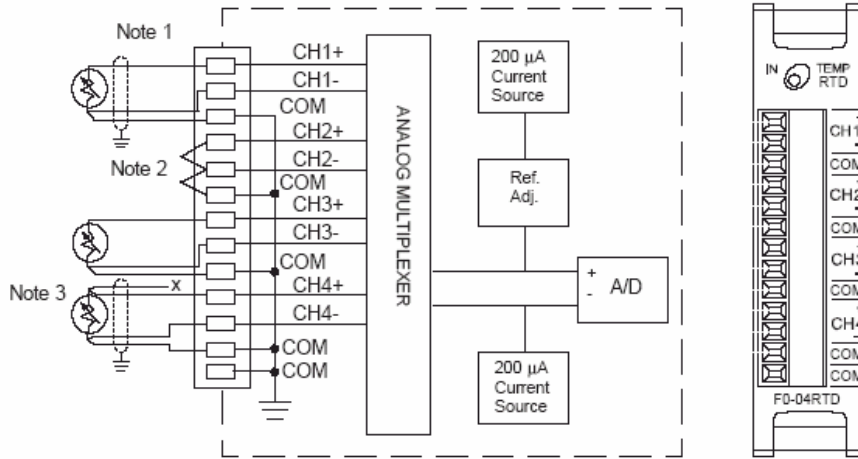 Note 1
CH1+
CH1-
COM
CH2+
Note 2
CH2-
COM
CH3+
CH3-
COM
Note 3
x
CH4+
CH4-
COM
COM
ANALOG MULTIPLEXER
200 µA
Current
Source
Ref.
Adj.
+
-
A/D
200 µA
Current
Source
IN
TEMP
RTD
CH1
COM
CH2
COM
COM
CH4
COM
COM
F0-04RTD